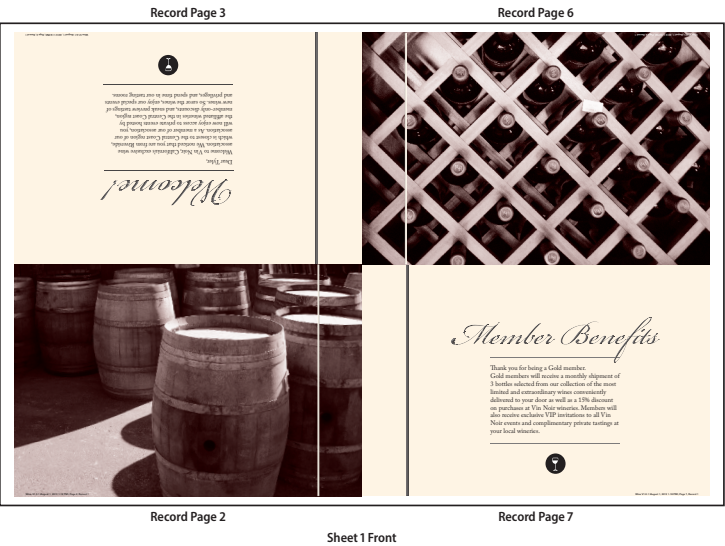 Record Page 3
Record Page 6
Welcome!
Dear Tyler,
Welcome to Vin Noir, California's exclusive wine
association. We noticed that you are from Riverside,
which is closest to the Central Coast region of our
association. As a member of our association, you
will now enjoy access to private events hosted by
the affiliated wineries in the Central Coast region,
member-only discounts, and sneak preview tastings of
new wines. So save the wines, enjoy our special events
and privileges, and spend time in our tasting rooms.
Member Benefits
Thank you for being a Gold member.
Gold members will receive a monthly shipment of
3 bottles selected from our collection of the most
limited and extraordinary wines conveniently
delivered to your door as well as a 15% discount
on purchases at Vin Noir wineries. Members will
also receive exclusive VIP invitations to all Vin
Noir events and complimentary private tastings at
your local wineries.
Record Page 2
Record Page 7
Sheet 1 Front